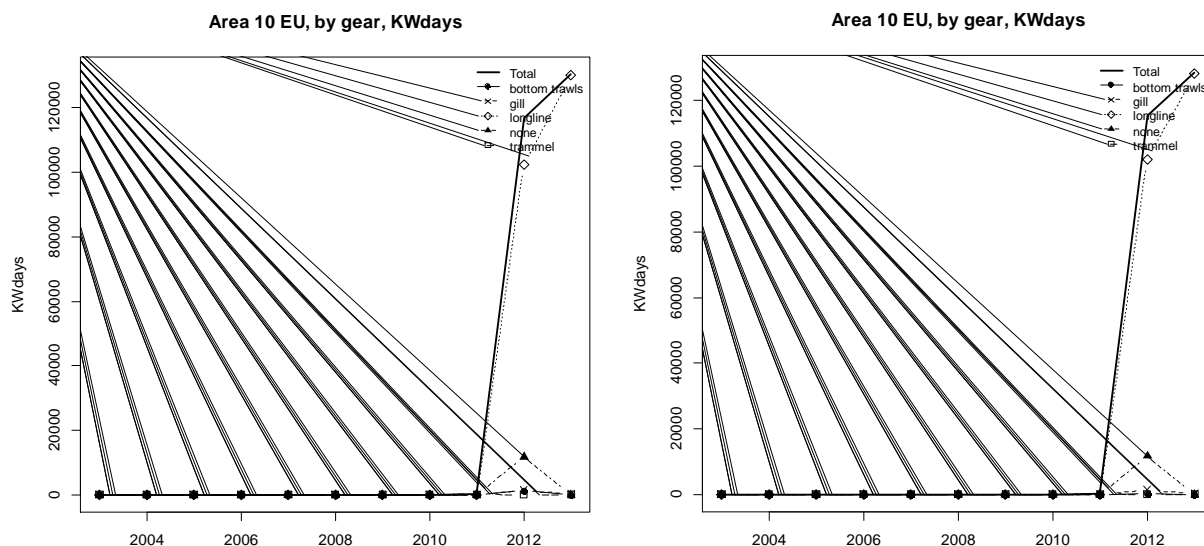 Area 10 EU, by gear, KWdays
KWdays
120000
100000
80000
60000
40000
20000
0
Total
bottom trawls
gill
longline
none
trammel
2004 2006 2008 2010 2012
Area 10 EU, by gear, KWdays
KWdays
120000
100000
80000
60000
40000
20000
0
Total
bottom trawls
gill
longline
none
trammel
2004 2006 2008 2010 2012